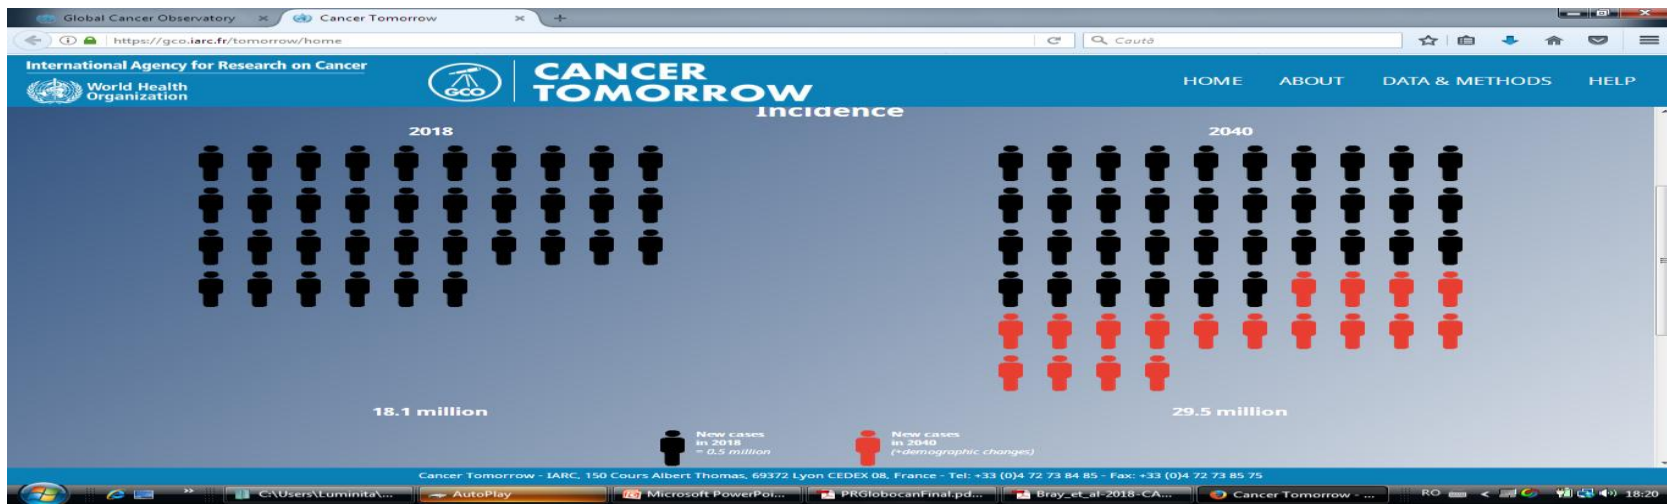 Global Cancer Observatory
Cancer Tomorrow
https://gco.iarc.fr/tomorrow/home
Caută
International Agency for Research on Cancer
World Health
Organization
GCO
CANCER
TOMORROW
HOME ABOUT DATA & METHODS HELP
Incidence
2018 2040
18.1 million 29.5 million
New cases
in 2018
= 0.5 million
New cases
in 2040
(+demographic changes)
Cancer Tomorrow - IARC, 150 Cours Albert Thomas, 69372 Lyon CEDEX 08, France - Tel: +33 (0)4 72 73 84 85 - Fax: +33 (0)4 72 73 85 75
C:\Users\Luminita\... AutoPlay Microsoft PowerPoi... PRGlobocanFinal.pd... Bray_et_al-2018-CA... Cancer Tomorrow - ... RO 18:20